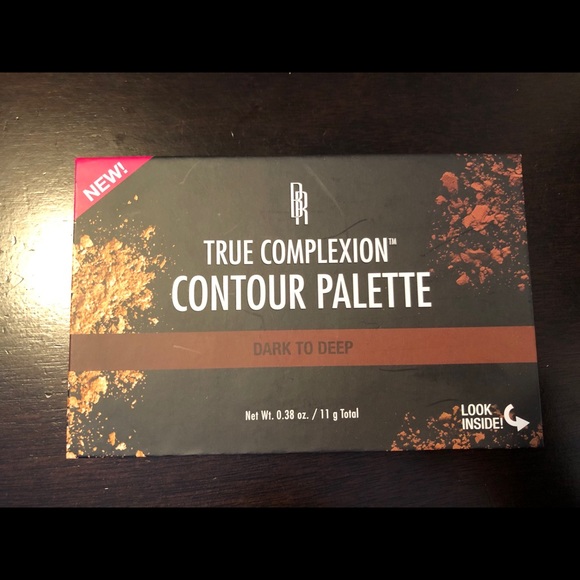 NEW!
BR
TRUE COMPLEXION™
CONTOUR PALETTE
DARK TO DEEP
Net Wt. 0.38 oz. / 11 g Total
LOOK
INSIDE!